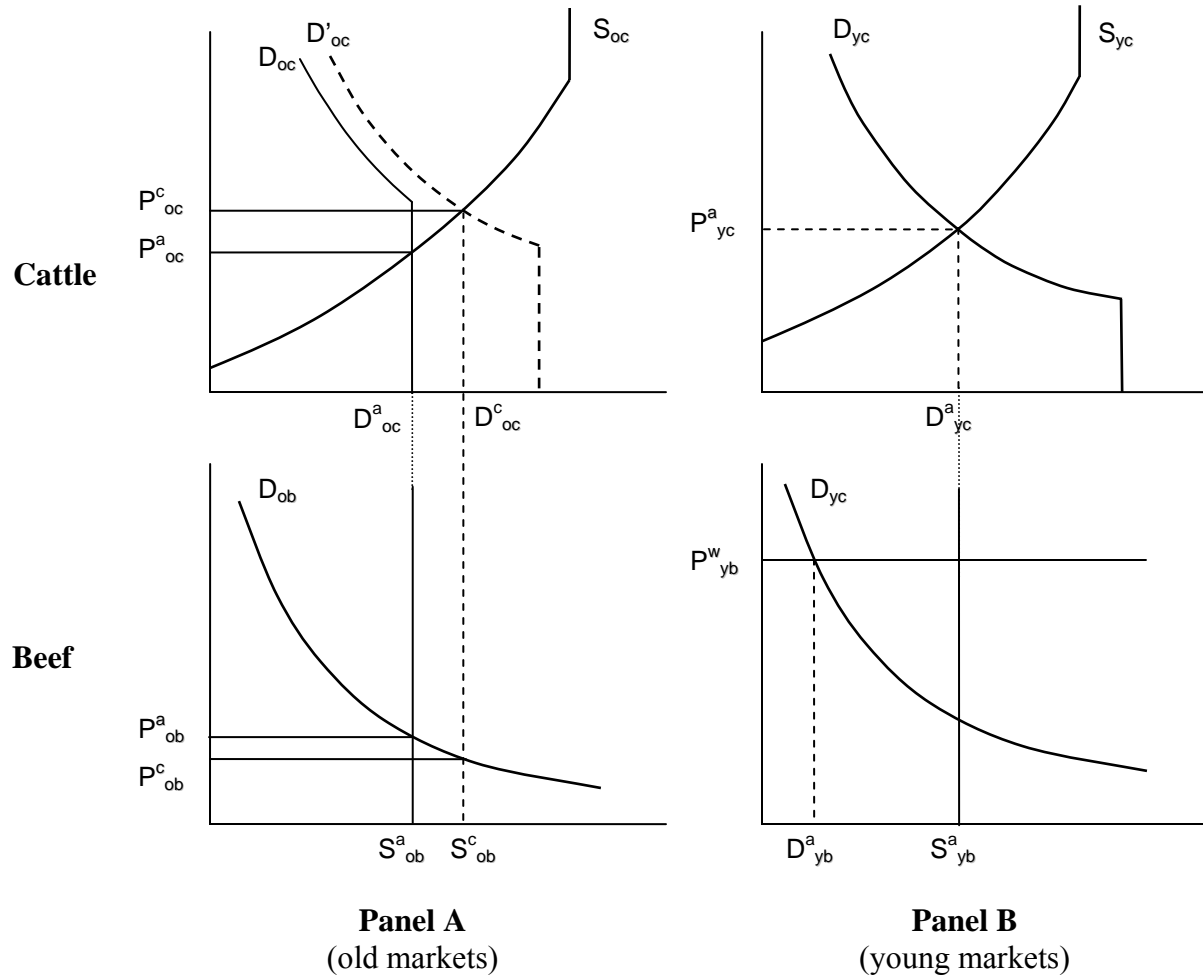 D’oc
Doc
Soc
Pcoc
Paoc
Cattle
Daoc
Dcoc
Dyc
Syc
Payc
Dayc
Dob
Beef
Paob
Pcob
Saob
Scob
Dyc
Pwyb
Dayb
Sayb
Panel A
(old markets)
Panel B
(young markets)